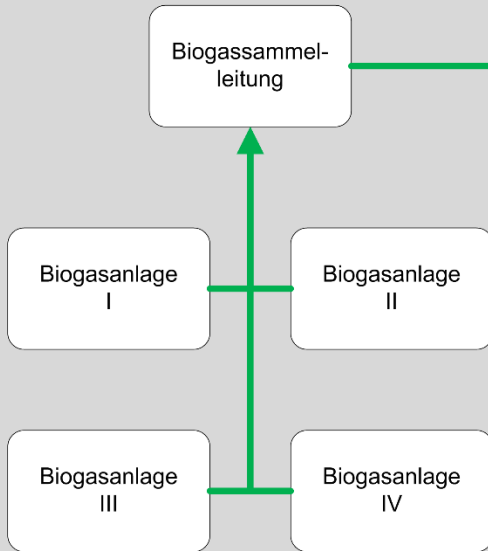 Biogassammel-
leitung
Biogasanlage
I
Biogasanlage
II
Biogasanlage
III
Biogasanlage
IV